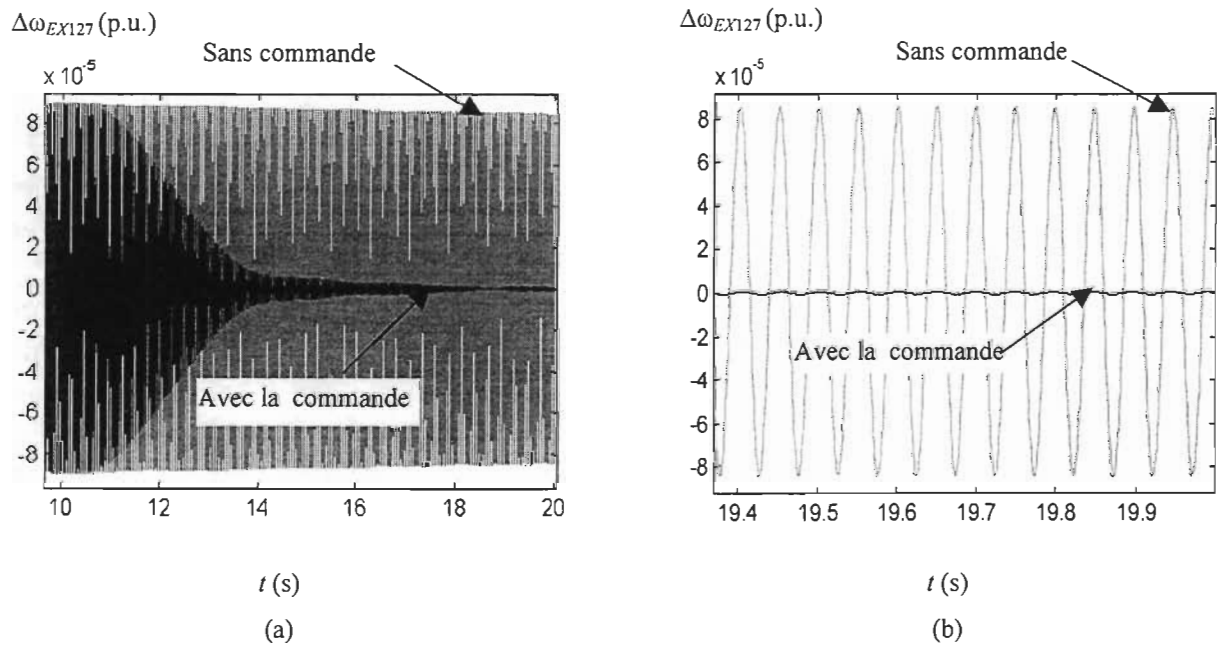 Δω_EX127 (p.u.)
Sans commande
x 10^-5
8
6
4
2
0
-2
-4
-6
-8
Avec la commande
10 12 14 16 18 20
t (s)
(a)
Δω_EX127 (p.u.)
Sans commande
x 10^-5
8
6
4
2
0
-2
-4
-6
-8
Avec la commande
19.4 19.5 19.6 19.7 19.8 19.9
t (s)
(b)